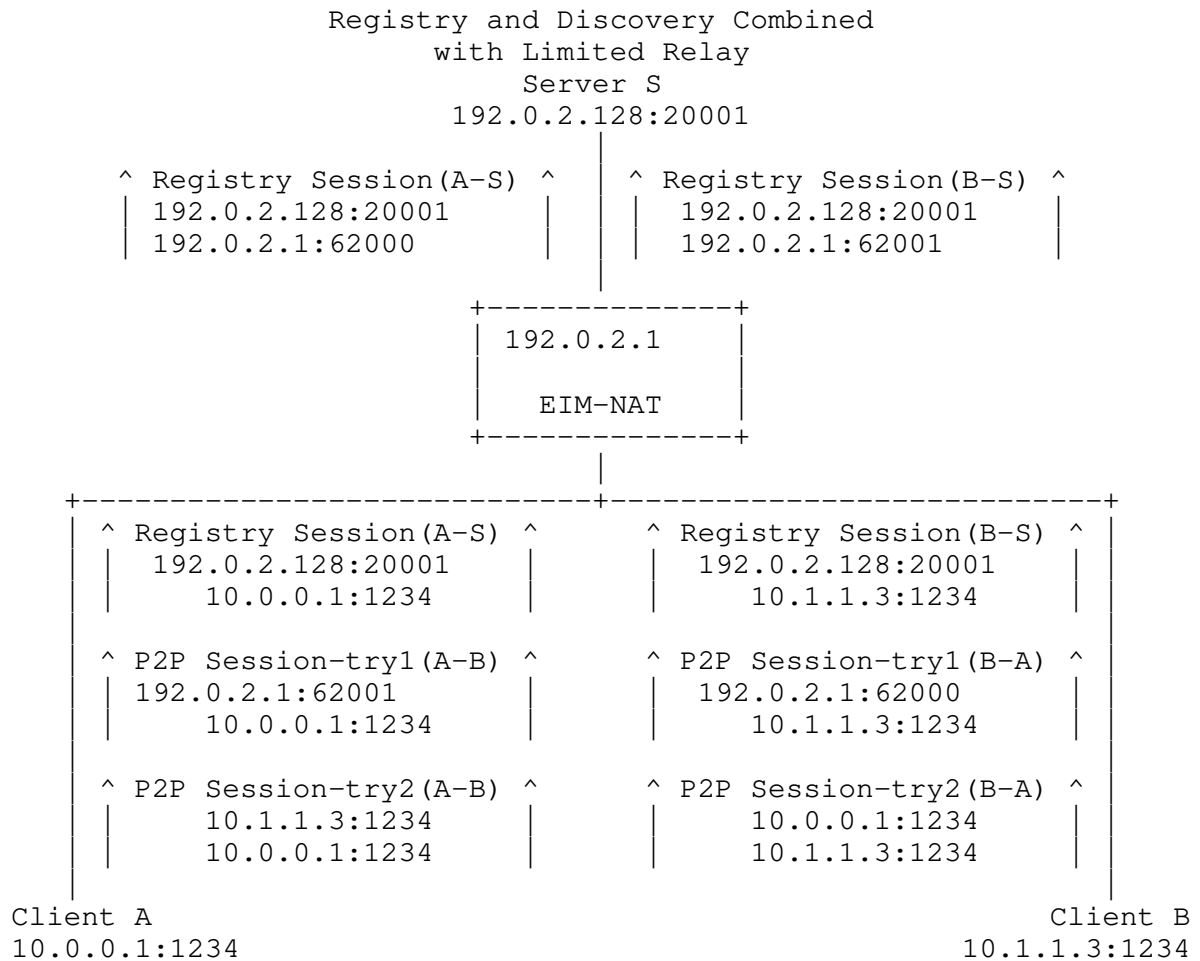 Registry and Discovery Combined
with Limited Relay
Server S
192.0.2.128:20001
^ Registry Session(A-S) ^ ^ Registry Session(B-S) ^
192.0.2.128:20001 192.0.2.128:20001
192.0.2.1:62000 192.0.2.1:62001
192.0.2.1
EIM-NAT
^ Registry Session(A-S) ^ ^ Registry Session(B-S) ^
192.0.2.128:20001 192.0.2.128:20001
10.0.0.1:1234 10.1.1.3:1234
^ P2P Session-try1(A-B) ^ ^ P2P Session-try1(B-A) ^
192.0.2.1:62001 192.0.2.1:62000
10.0.0.1:1234 10.1.1.3:1234
^ P2P Session-try2(A-B) ^ ^ P2P Session-try2(B-A) ^
10.1.1.3:1234 10.0.0.1:1234
10.0.0.1:1234 10.1.1.3:1234
Client A Client B
10.0.0.1:1234 10.1.1.3:1234